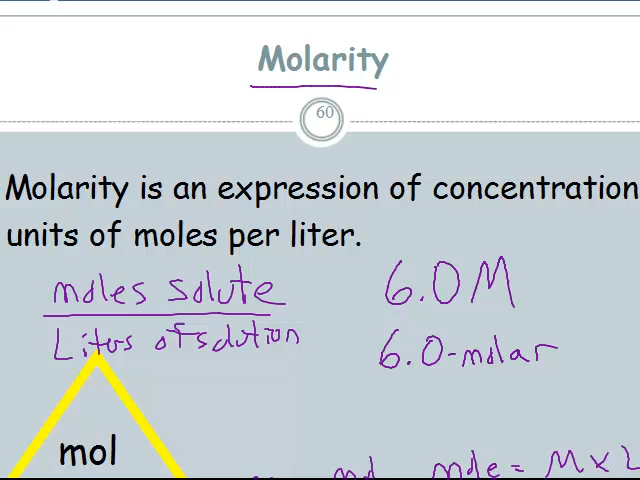 Molarity
60
Molarity is an expression of concentration
units of moles per liter.
moles solute
Liters of solution
6.0 M
6.0-molar
mol
mol
mole = M x L